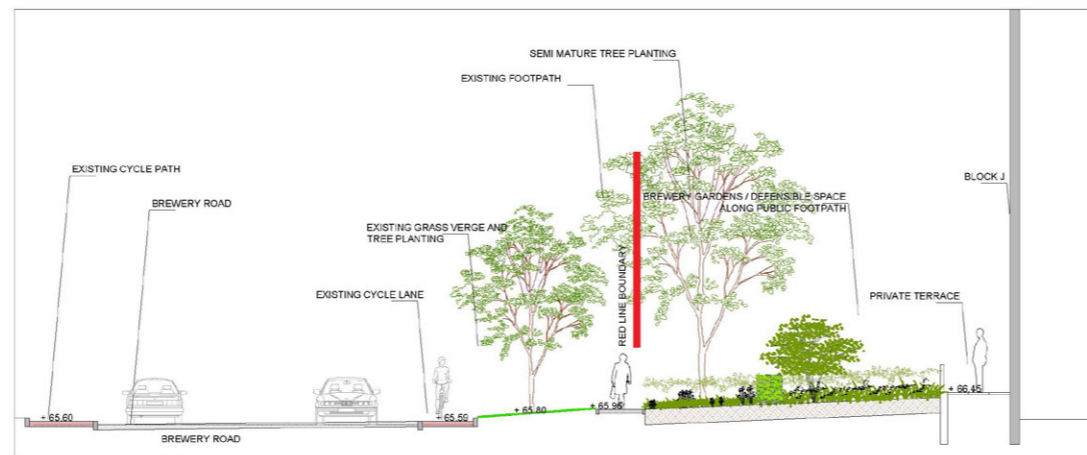 SEMI MATURE TREE PLANTING
EXISTING FOOTPATH
EXISTING CYCLE PATH
BLOCK J
BREWERY GARDENS / DEFENSIBLE SPACE
ALONG PUBLIC FOOTPATH
BREWERY ROAD
EXISTING GRASS VERGE AND
TREE PLANTING
RED LINE BOUNDARY
EXISTING CYCLE LANE
PRIVATE TERRACE
+ 66.45
+ 65.60
+ 65.59
+ 65.80
+ 65.95
BREWERY ROAD